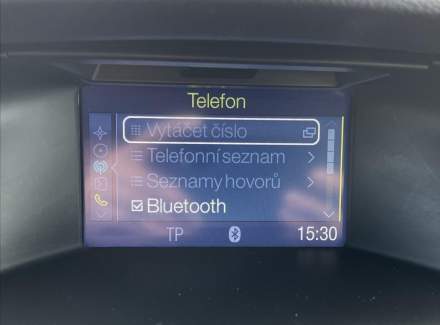 Telefon
Vytáčet číslo
Telefonní seznam
Seznamy hovorů
Bluetooth
TP 15:30